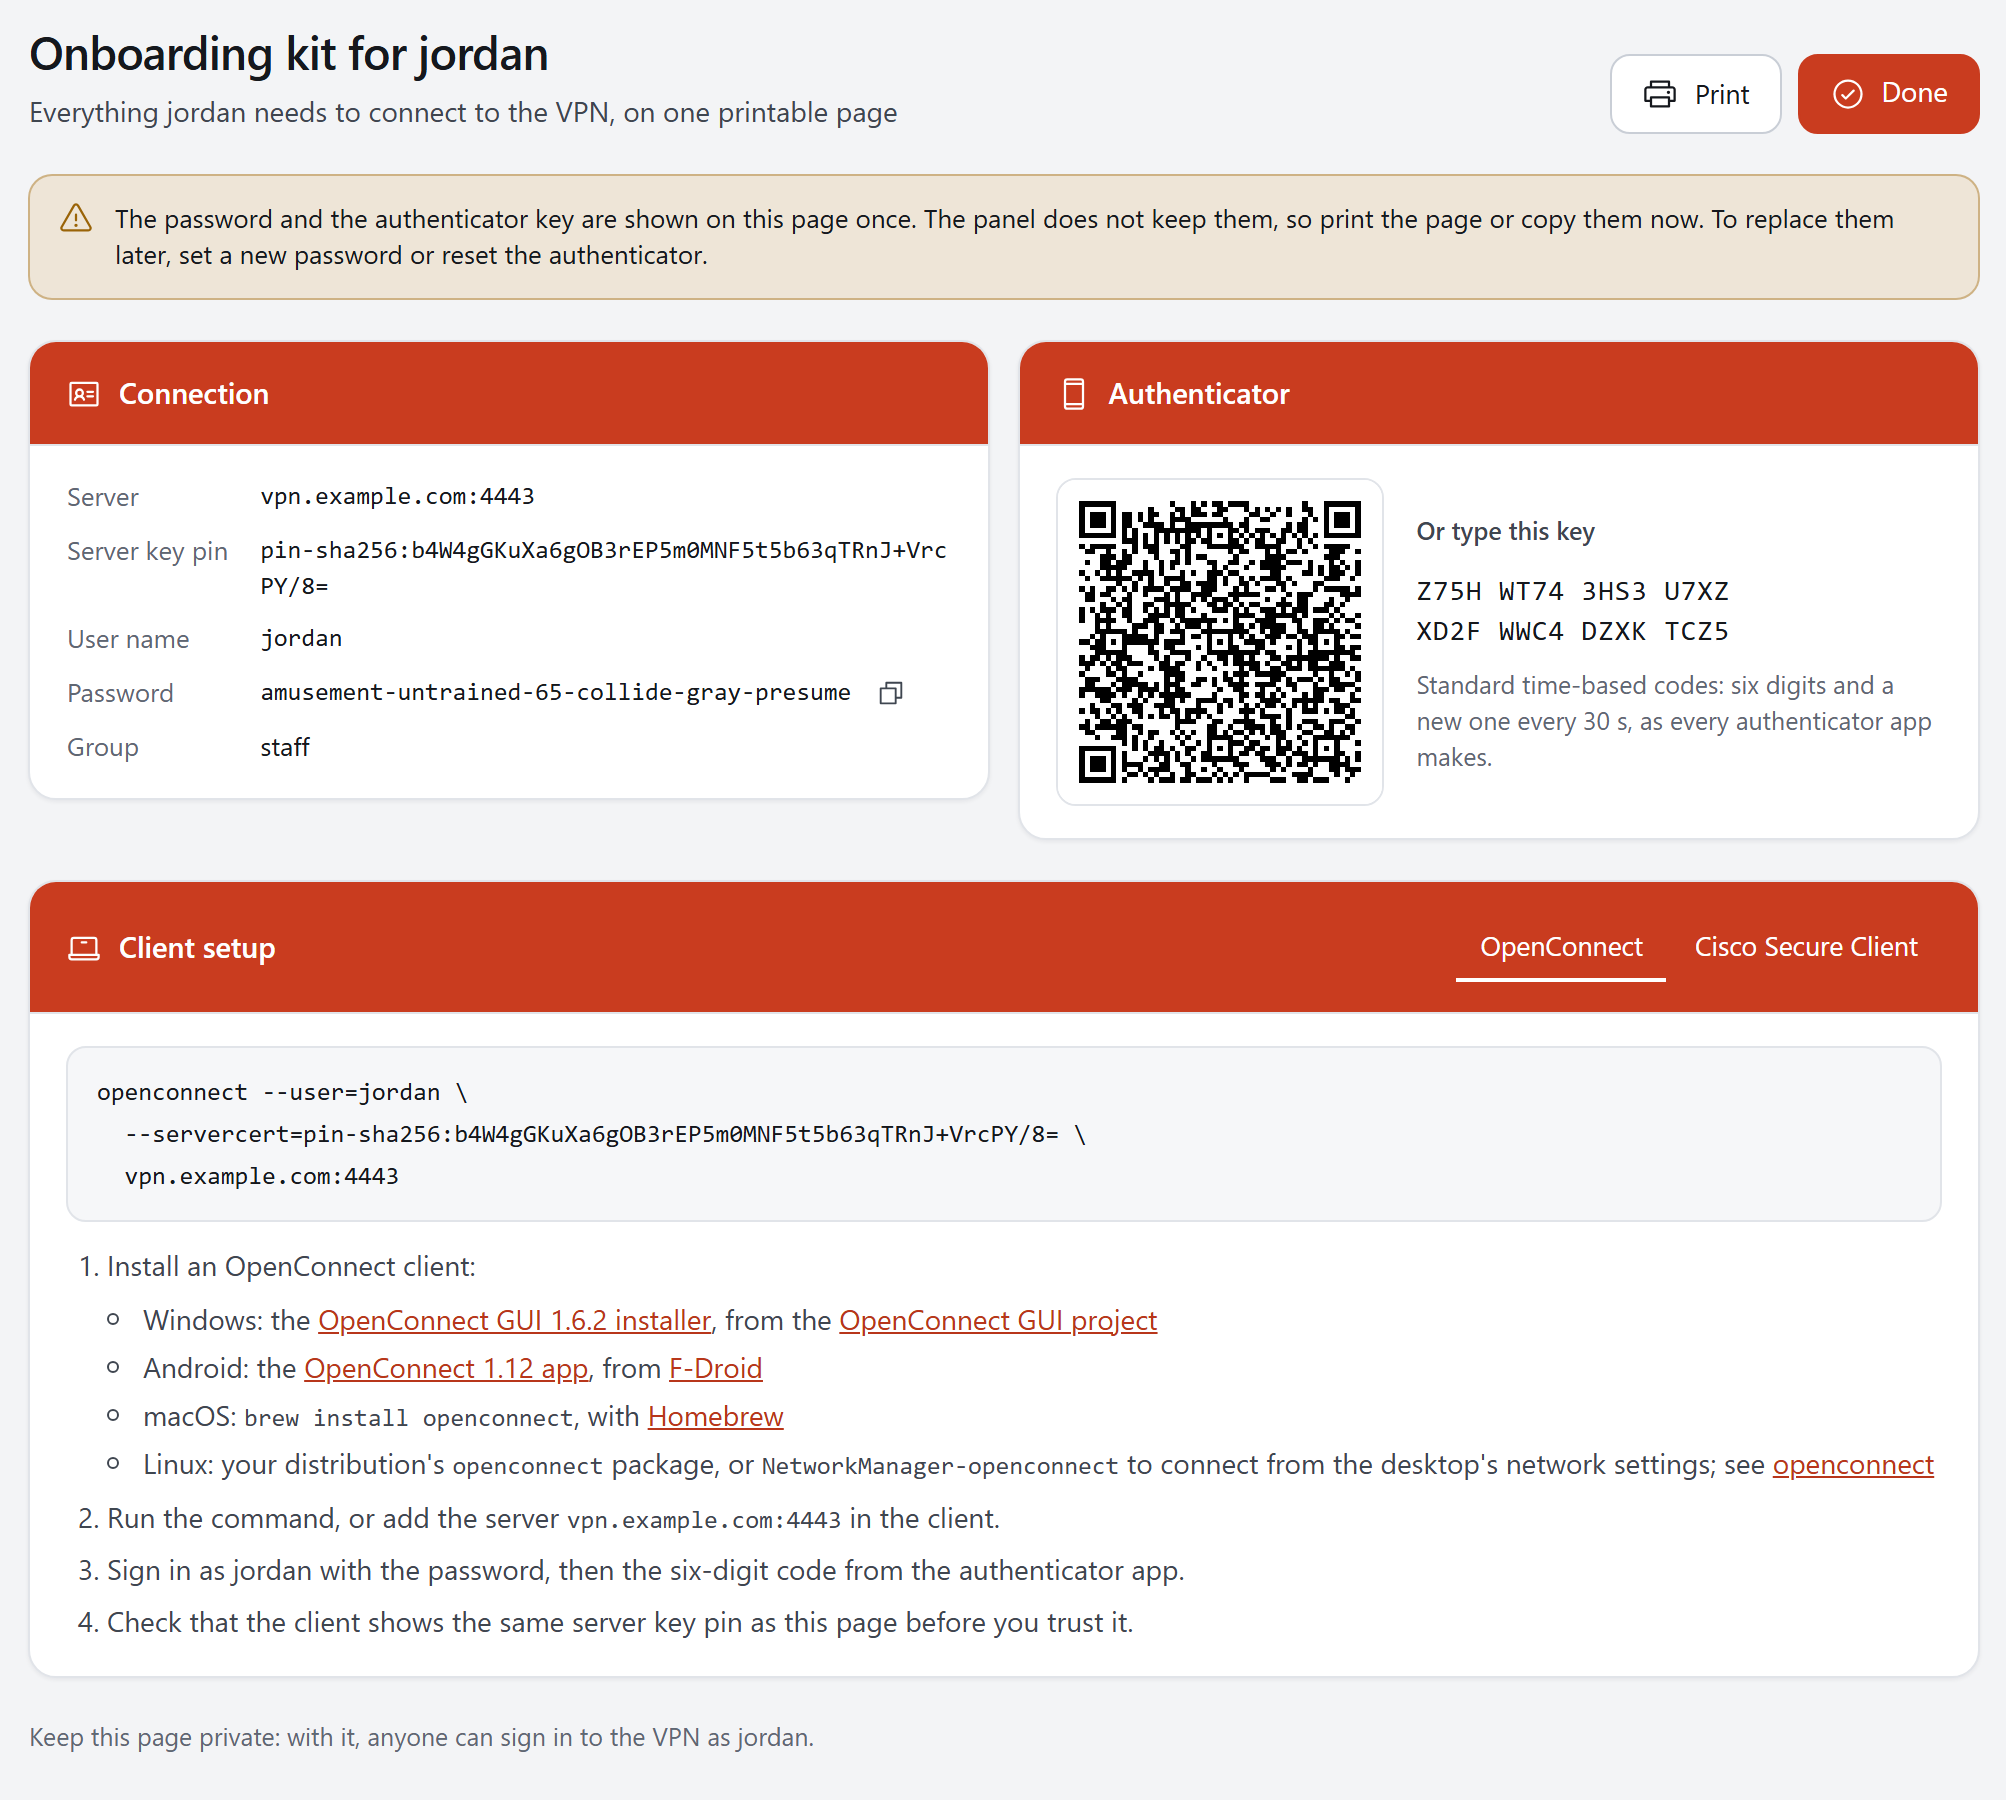 Onboarding kit for jordan
Everything jordan needs to connect to the VPN, on one printable page
Print
Done
The password and the authenticator key are shown on this page once. The panel does not keep them, so print the page or copy them now. To replace them
later, set a new password or reset the authenticator.
Connection
Server vpn.example.com:4443
Server key pin pin-sha256:b4W4gGKuXa6gOB3rEP5m0MNF5t5b63qTRnJ+Vrc
PY/8=
User name jordan
Password amusement-untrained-65-collide-gray-presume
Group staff
Authenticator
Or type this key
Z75H WT74 3HS3 U7XZ
XD2F WWC4 DZXK TCZ5
Standard time-based codes: six digits and a
new one every 30 s, as every authenticator app
makes.
Client setup
OpenConnect
Cisco Secure Client
openconnect --user=jordan \
--servercert=pin-sha256:b4W4gGKuXa6gOB3rEP5m0MNF5t5b63qTRnJ+VrcPY/8= \
vpn.example.com:4443
1. Install an OpenConnect client:
Windows: the OpenConnect GUI 1.6.2 installer, from the OpenConnect GUI project
Android: the OpenConnect 1.12 app, from F-Droid
macOS: brew install openconnect, with Homebrew
Linux: your distribution's openconnect package, or NetworkManager-openconnect to connect from the desktop's network settings; see openconnect
2. Run the command, or add the server vpn.example.com:4443 in the client.
3. Sign in as jordan with the password, then the six-digit code from the authenticator app.
4. Check that the client shows the same server key pin as this page before you trust it.
Keep this page private: with it, anyone can sign in to the VPN as jordan.